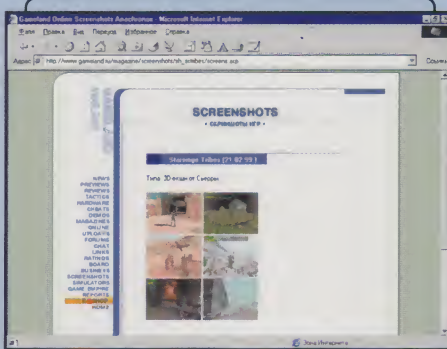 Gameland Online Screenshots Anachronox - Microsoft Internet Explorer
Файл Правка Вид Переход Избранное Справка
Адрес http://www.gameland.ru/magazine/screenshots/sh_sctribes/screens.asp
SCREENSHOTS
• СКРИНШОТЫ ИГР •
Starsiege Tribes (21.02.99)
Типа 3D-экшн от Сьерры
NEWS
PREVIEWS
REVIEWS
TACTICS
HARDWARE
CHEATS
DEMOS
MAGAZINES
ONLINE
UPLOADS
FORUMS
CHAT
LINKS
RATINGS
BOARD
BUSINESS
SCREENSHOTS
SIMULATORS
GAME EMPIRE
REPORTS
HOME
Зона Интернета